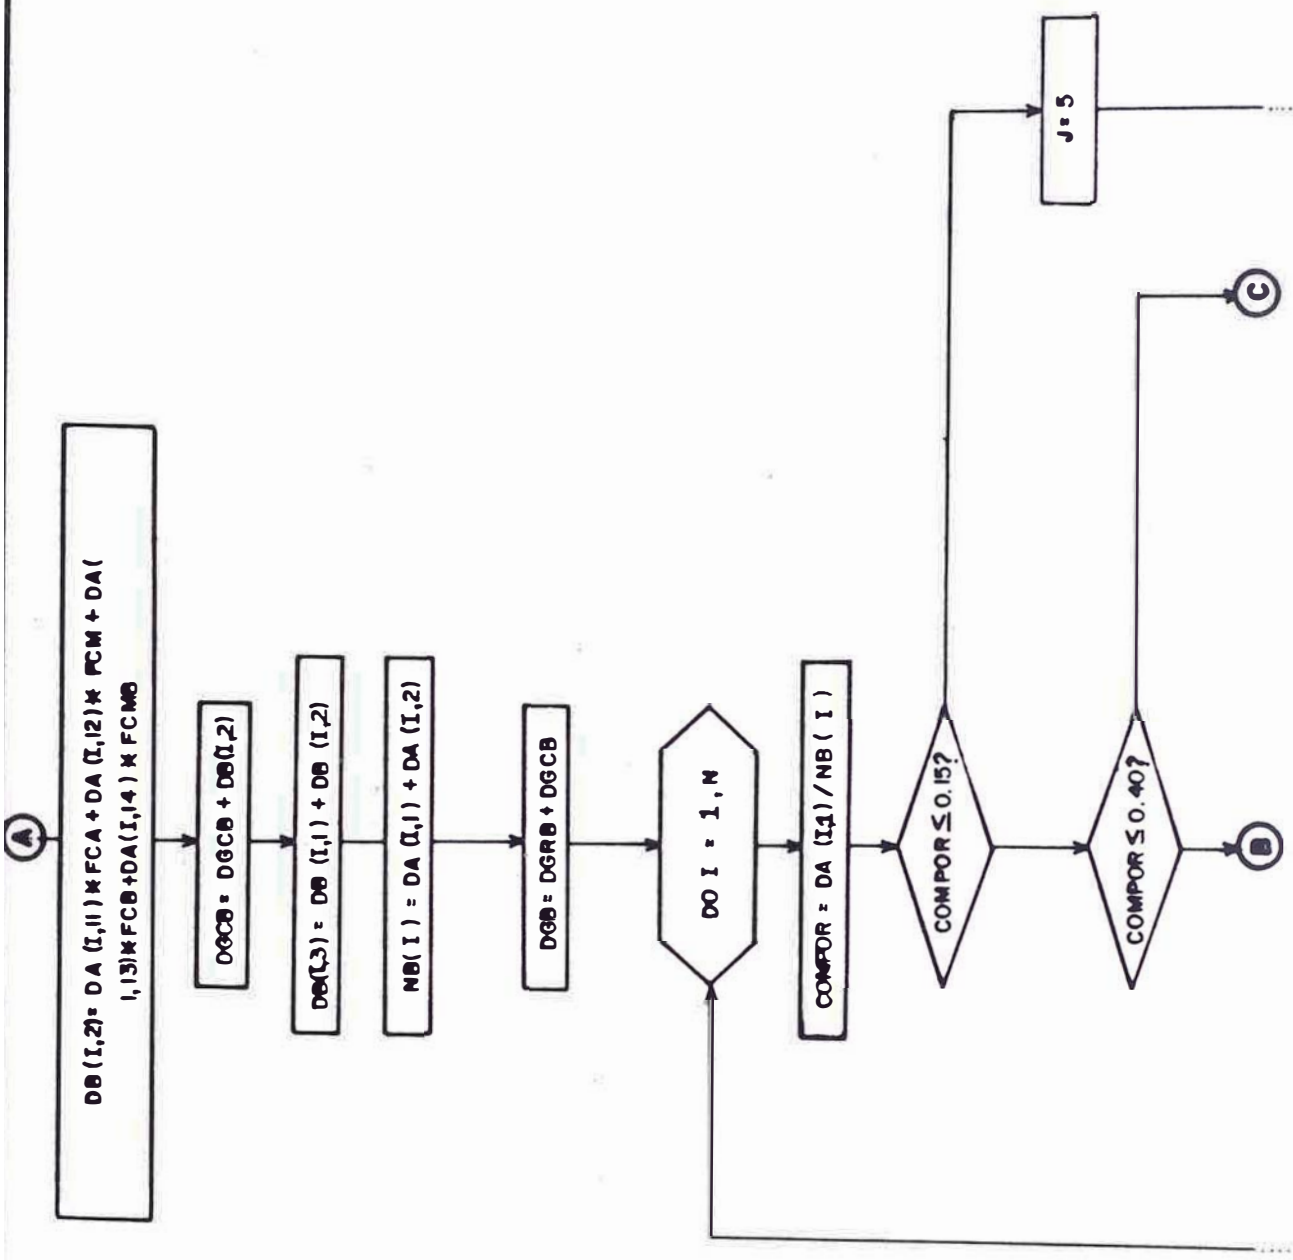 A
DB(I,2)= DA(I,11)*FCA+DA(I,12)* FCM + DA(
I,13)*FCB+DA(I,14)*FCMB
DGCB = DGCB + DB(I,2)
DB(I,3)= DB(I,1)+DB(I,2)
NB(I) = DA(I,1)+DA(I,2)
DGB= DGRB+DGCB
DO I = 1,N
COMPOR = DA(I,1)/NB(I)
COMPOR≤0.15?
J=5
COMPOR≤0.40?
B
C